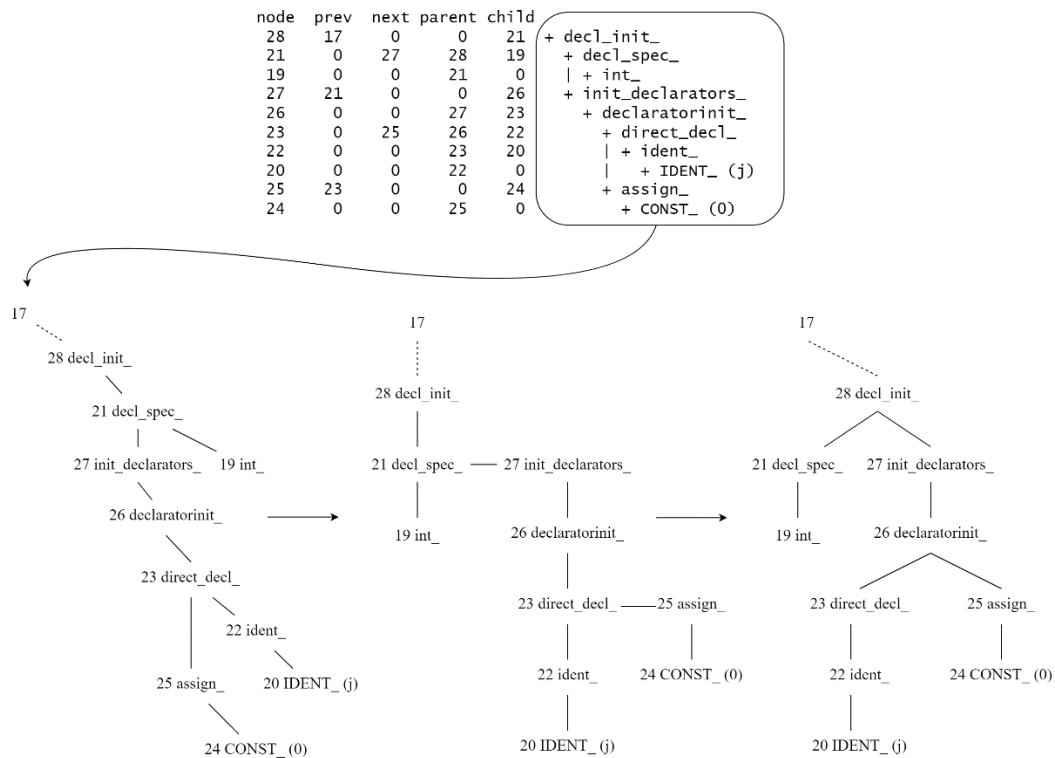 node prev next parent child
28 17 0 0 21 + decl_init_
21 0 27 28 19 + decl_spec_
19 0 0 21 0 | + int_
27 21 0 0 26 + init_declarators_
26 0 0 27 23 + declaratorinit_
23 0 25 26 22 + direct_decl_
22 0 0 23 20 | + ident_
20 0 0 22 0 | + IDENT_ (j)
25 23 0 0 24 + assign_
24 0 0 25 0 + CONST_ (0)
17
28 decl_init_
21 decl_spec_
27 init_declarators_ 19 int_
26 declaratorinit_
23 direct_decl_
22 ident_
25 assign_ 20 IDENT_ (j)
24 CONST_ (0)
17
28 decl_init_
21 decl_spec_ 27 init_declarators_
19 int_ 26 declaratorinit_
23 direct_decl_ 25 assign_
22 ident_ 24 CONST_ (0)
20 IDENT_ (j)
17
28 decl_init_
21 decl_spec_ 27 init_declarators_
19 int_ 26 declaratorinit_
23 direct_decl_ 25 assign_
22 ident_ 24 CONST_ (0)
20 IDENT_ (j)